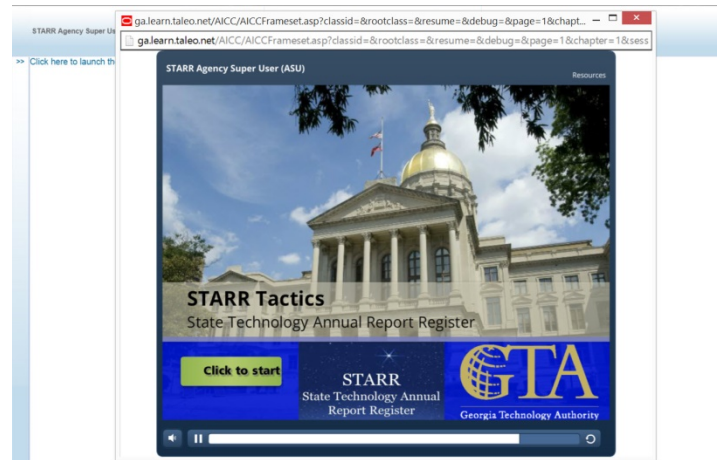 ga.learn.taleo.net/AICC/AICCFrameset.asp?classid=&rootclass=&resume=&debug=&page=1&chapt...
STARR Agency Super Us
ga.learn.taleo.net/AICC/AICCFrameset.asp?classid=&rootclass=&resume=&debug=&page=1&chapter=1&sess
>> Click here to launch th
STARR Agency Super User (ASU)
Resources
STARR Tactics
State Technology Annual Report Register
Click to start
STARR
State Technology Annual
Report Register
GTA
Georgia Technology Authority